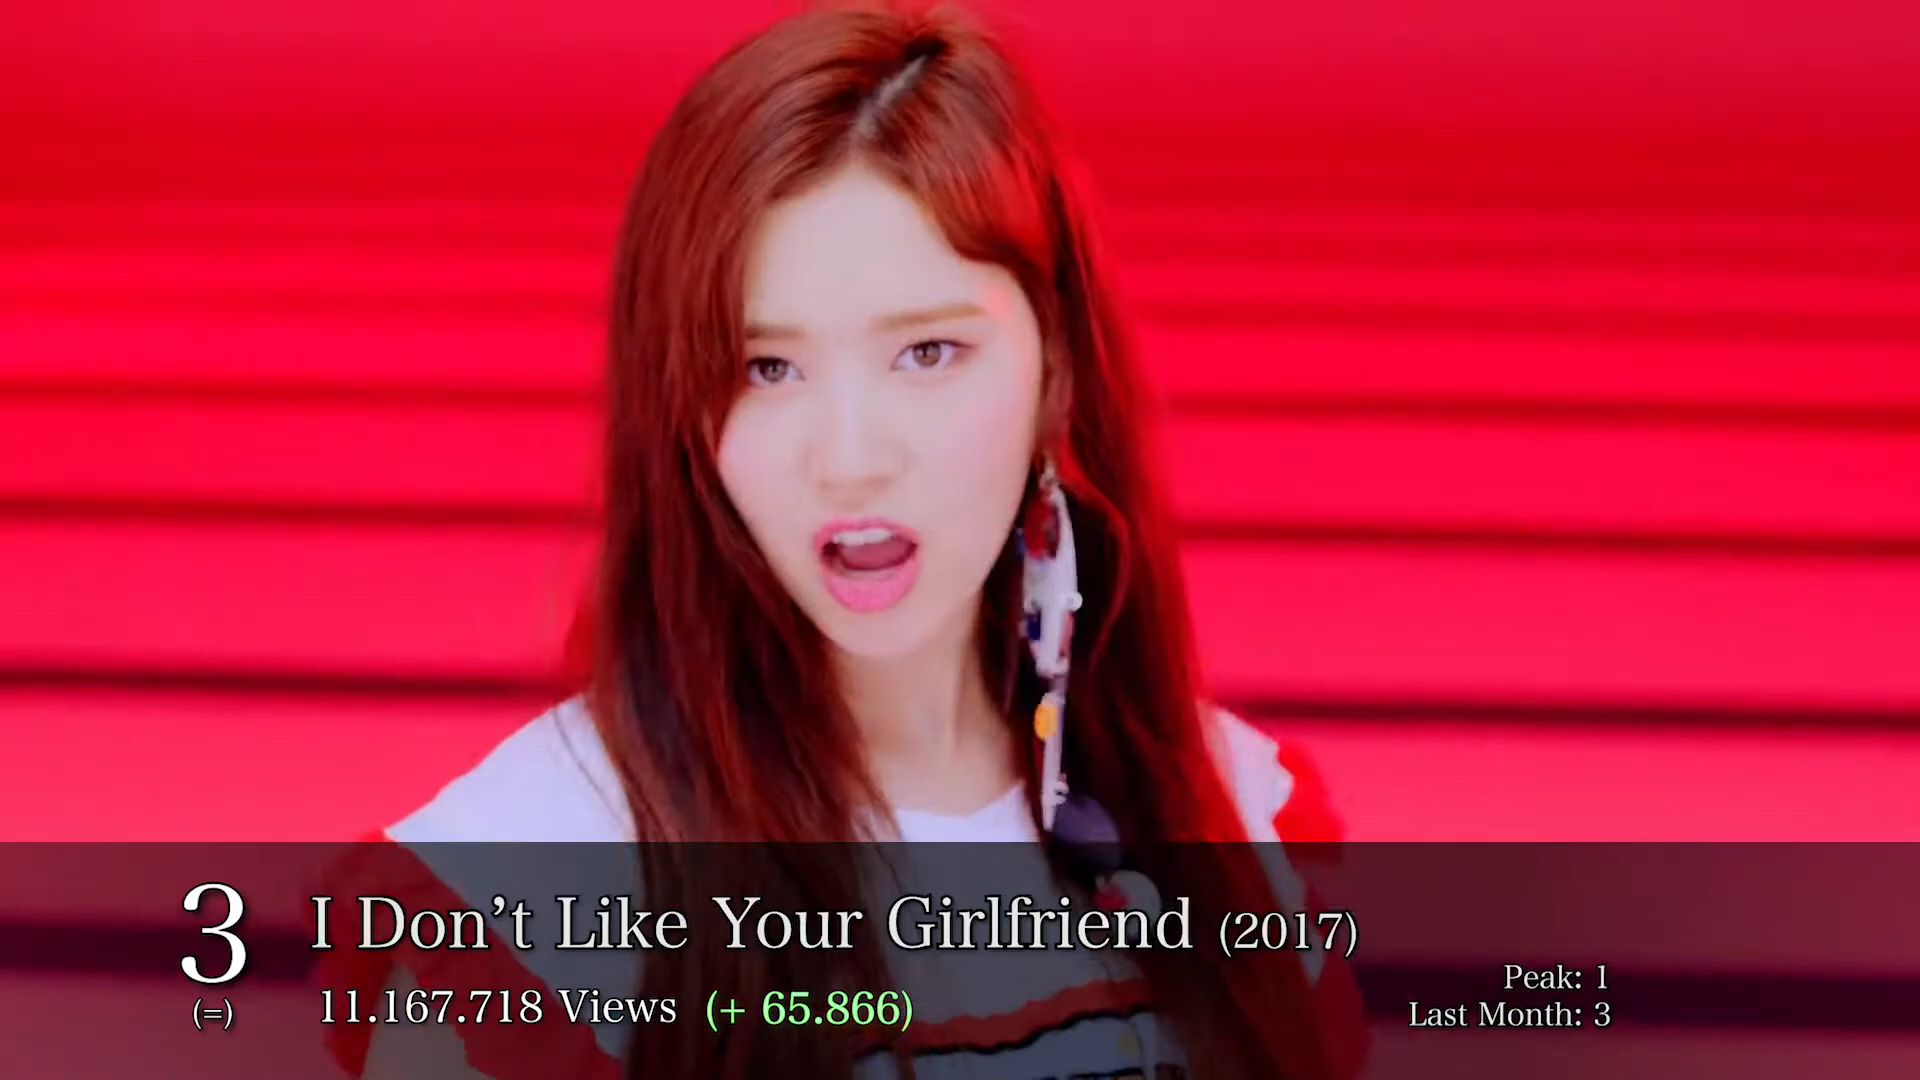 3
(=)
I Don't Like Your Girlfriend (2017)
11.167.718 Views (+ 65.866)
Peak: 1
Last Month: 3